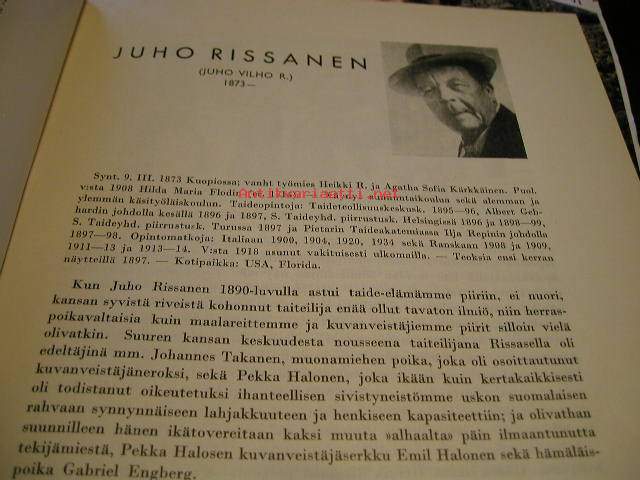 JUHO RISSANEN
(JUHO VILHO R.)
1873—
Synt. 9. III. 1873 Kuopiossa; vanht työmies Heikki R. ja Agatha Sofia Kärkkäinen. Puol.
v:sta 1908 Hilda Maria Flodin, ero 19 käynyt alemman ja
ylemmän käsityöläiskoulun. Taideopintoja: Taideteollisuuskeskusk. 1895—96, Albert Geb-
hardin johdolla kesällä 1896 ja 1897, S. Taideyhd. piirrustusk. Helsingissä 1896 ja 1898—99,
S. Taideyhd. piirustusk. Turussa 1897 ja Pietarin Taideakatemiassa Ilja Repinin johdolla
1897—98. Opintomatkoja: Italiaan 1900, 1904, 1920, 1934 sekä Ranskaan 1908 ja 1909,
1911—13 ja 1913—14. V:sta 1918 asunut vakituisesti ulkomailla. — Teoksia ensi kerran
näytteillä 1897. — Kotipaikka: USA, Florida.
Kun Juho Rissanen 1890-luvulla astui taide-elämämme piiriin, ei nuori,
kansan syvistä riveistä kohonnut taiteilija enää ollut tavaton ilmiö, niin herras-
poikavaltaisia kuin maalareittemme ja kuvanveistäjiemme piirit silloin vielä
olivatkin. Suuren kansan keskuudesta nousseena taiteilijana Rissasella oli
edeltäjinä mm. Johannes Takanen, muonamiehen poika, joka oli osoittautunut
kuvanveistäjäneroksi, sekä Pekka Halonen, joka ikään kuin kertakaikkisesti
oli todistanut oikeutetuksi ihanteellisen sivistyneistömme uskon suomalaisen
rahvaan synnynnäiseen lahjakkuuteen ja henkiseen kapasiteettiin; ja olivathan
suunnilleen hänen ikätovereitaan kaksi muuta »alhaalta» päin ilmaantunutta
tekijämiestä, Pekka Halosen kuvanveistäjäserkku Emil Halonen sekä hämäläis-
poika Gabriel Engberg.